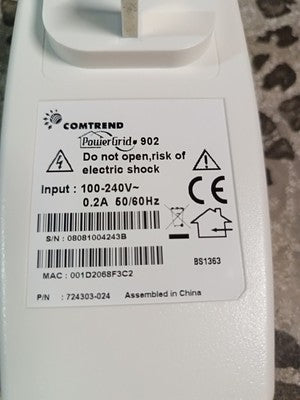 COMTREND
PowerGrid® 902
Do not open,risk of
electric shock
Input : 100-240V~
0.2A 50/60Hz
CE
S/N : 08081004243B
MAC : 001D2068F3C2
BS1363
P/N : 724303-024 Assembled in China